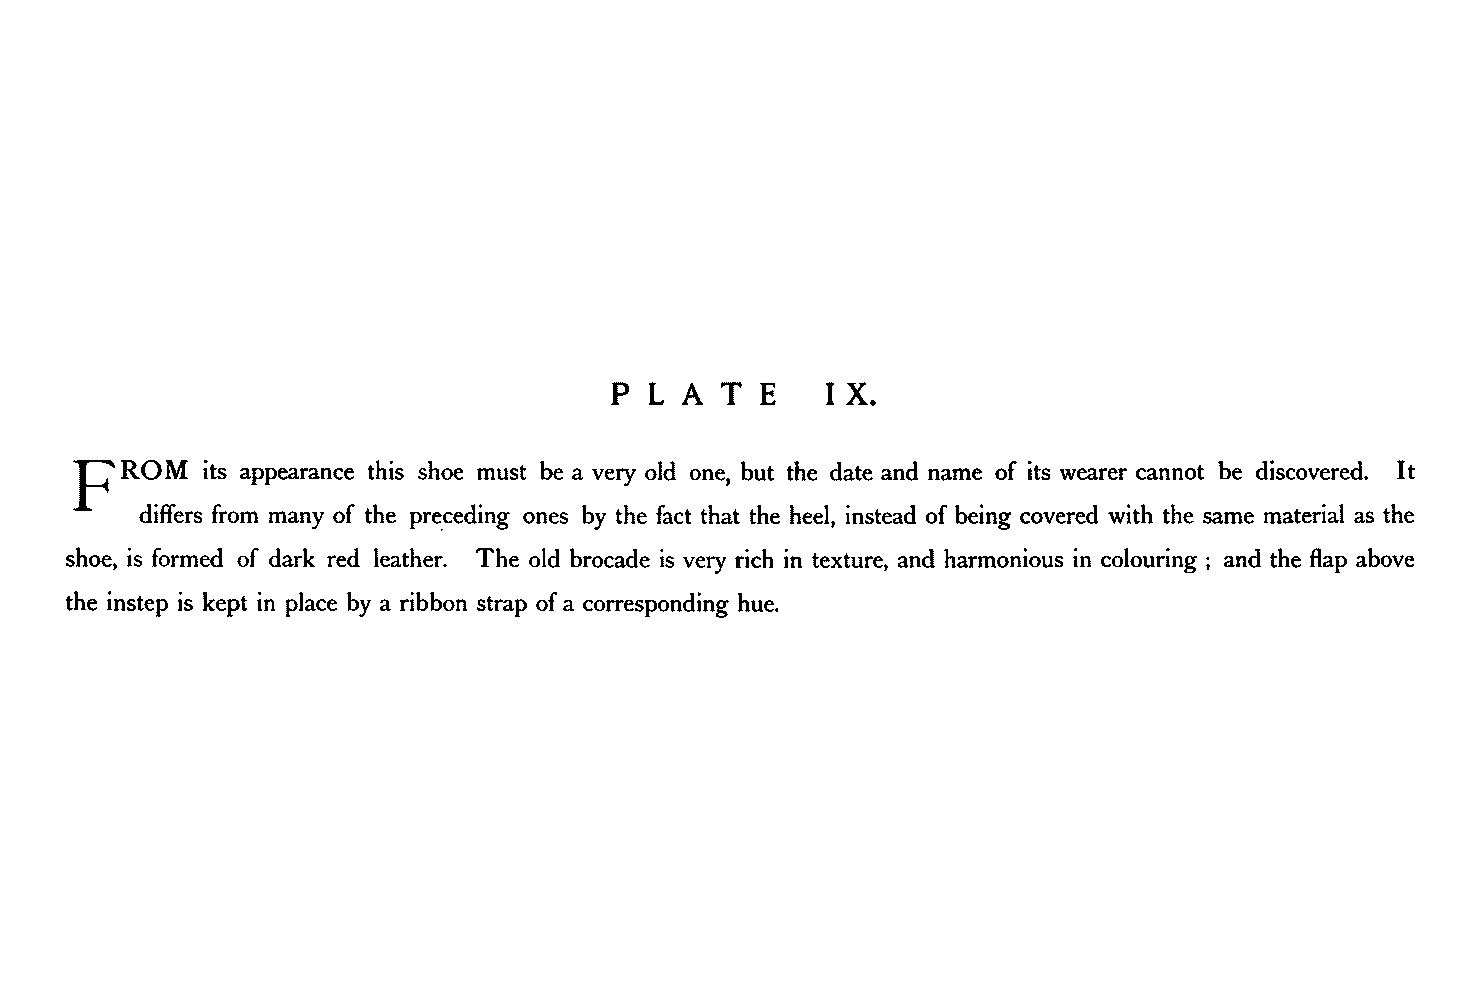 PLATE IX.
FROM its appearance this shoe must be a very old one, but the date and name of its wearer cannot be discovered. It
differs from many of the preceding ones by the fact that the heel, instead of being covered with the same material as the
shoe, is formed of dark red leather. The old brocade is very rich in texture, and harmonious in colouring ; and the flap above
the instep is kept in place by a ribbon strap of a corresponding hue.